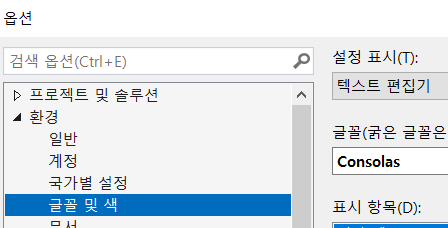 옵션
검색 옵션(Ctrl+E)
프로젝트 및 솔루션
환경
일반
계정
국가별 설정
글꼴 및 색
문서
설정 표시(T):
텍스트 편집기
글꼴(굵은 글꼴은
Consolas
표시 항목(D):